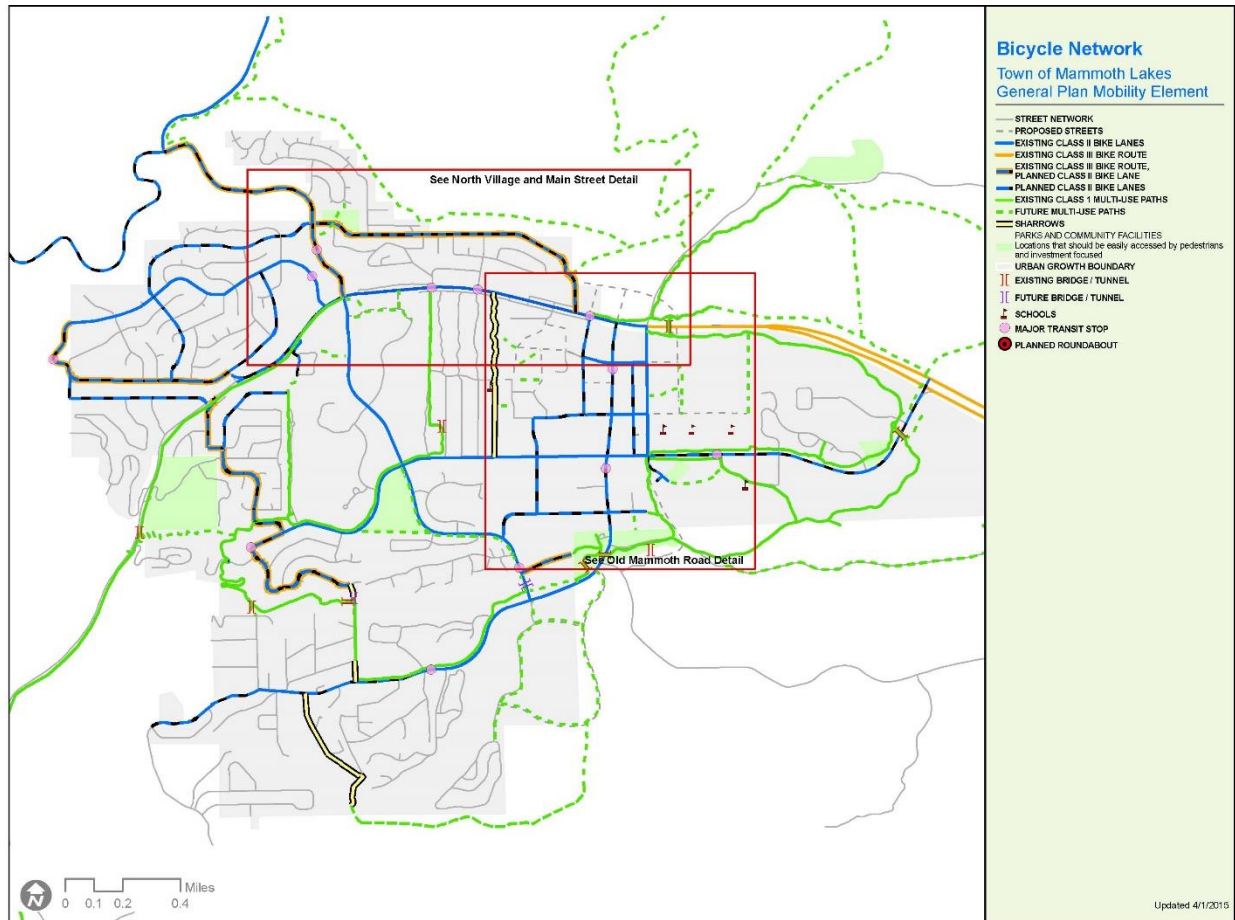 Bicycle Network
Town of Mammoth Lakes
General Plan Mobility Element
STREET NETWORK
PROPOSED STREETS
EXISTING CLASS II BIKE LANES
EXISTING CLASS III BIKE ROUTE
EXISTING CLASS III BIKE ROUTE,
PLANNED CLASS II BIKE LANE
PLANNED CLASS II BIKE LANES
EXISTING CLASS 1 MULTI-USE PATHS
FUTURE MULTI-USE PATHS
SHARROWS
PARKS AND COMMUNITY FACILITIES
Locations that should be easily accessed by pedestrians
and investment focused
URBAN GROWTH BOUNDARY
EXISTING BRIDGE / TUNNEL
FUTURE BRIDGE / TUNNEL
SCHOOLS
MAJOR TRANSIT STOP
PLANNED ROUNDABOUT
See North Village and Main Street Detail
See Old Mammoth Road Detail
N
Miles
0 0.1 0.2 0.4
Updated 4/1/2016